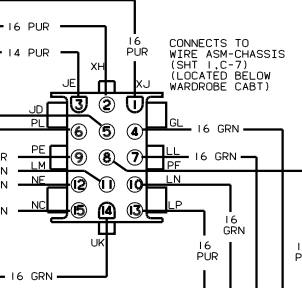 16 PUR
14 PUR
16
PUR
CONNECTS TO
WIRE ASM-CHASSIS
(SHT 1,C-7)
(LOCATED BELOW
WARDROBE CABT)
XH
JE
XJ
3 2 1
JD
PL
6 5 4
GL
16 GRN
R
PE
9 8 7
LL
16 GRN
N
LM
PF
N
NF
12 11 10
LN
N
NC
15 14 13
LP
16
GRN
UK
16
PUR
1
P
16 GRN